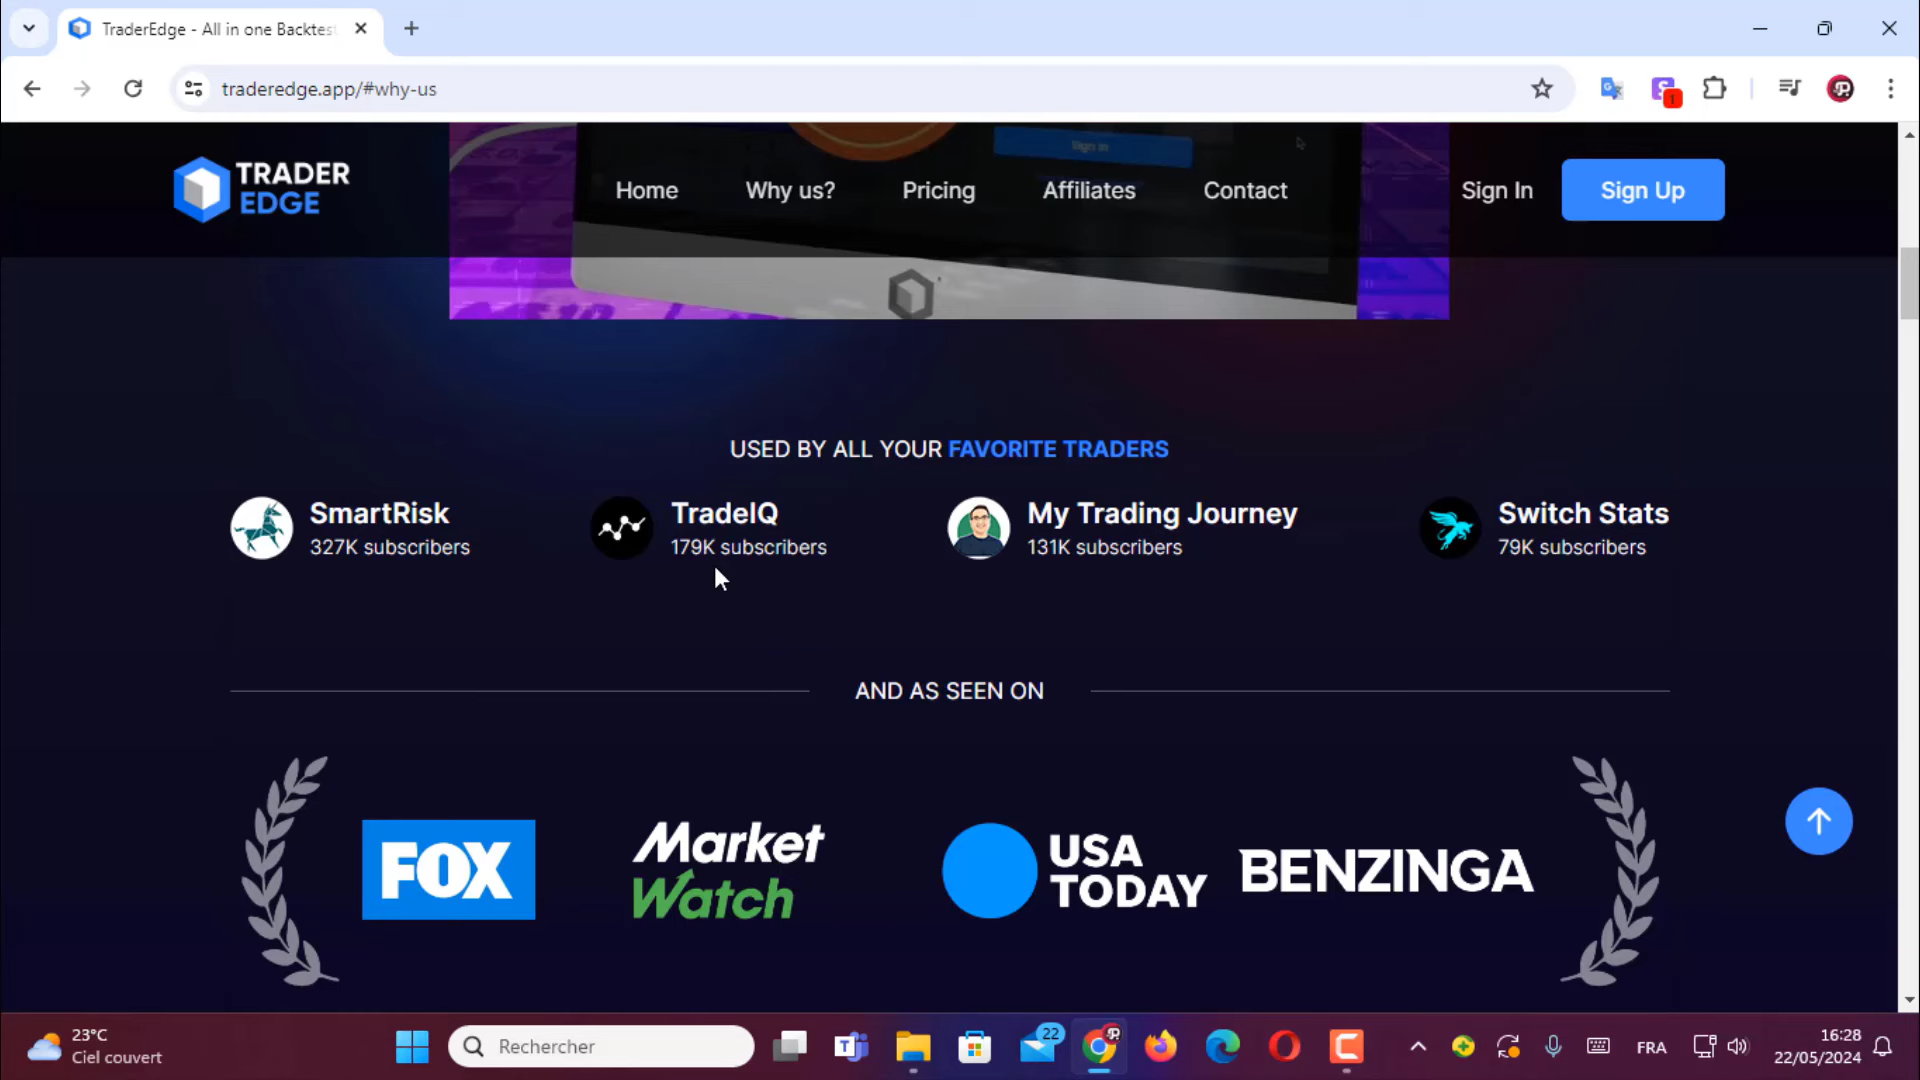 TraderEdge - All in one Backtes
traderedge.app/#why-us
1
TRADER
EDGE
Home
Why us?
Pricing
Affiliates
Contact
Sign In
Sign Up
Sign in
USED BY ALL YOUR FAVORITE TRADERS
SmartRisk
327K subscribers
TradeIQ
179K subscribers
My Trading Journey
131K subscribers
Switch Stats
79K subscribers
AND AS SEEN ON
FOX
Market
Watch
USA
TODAY
BENZINGA
23°C
Ciel couvert
Rechercher
22
FRA
16:28
22/05/2024